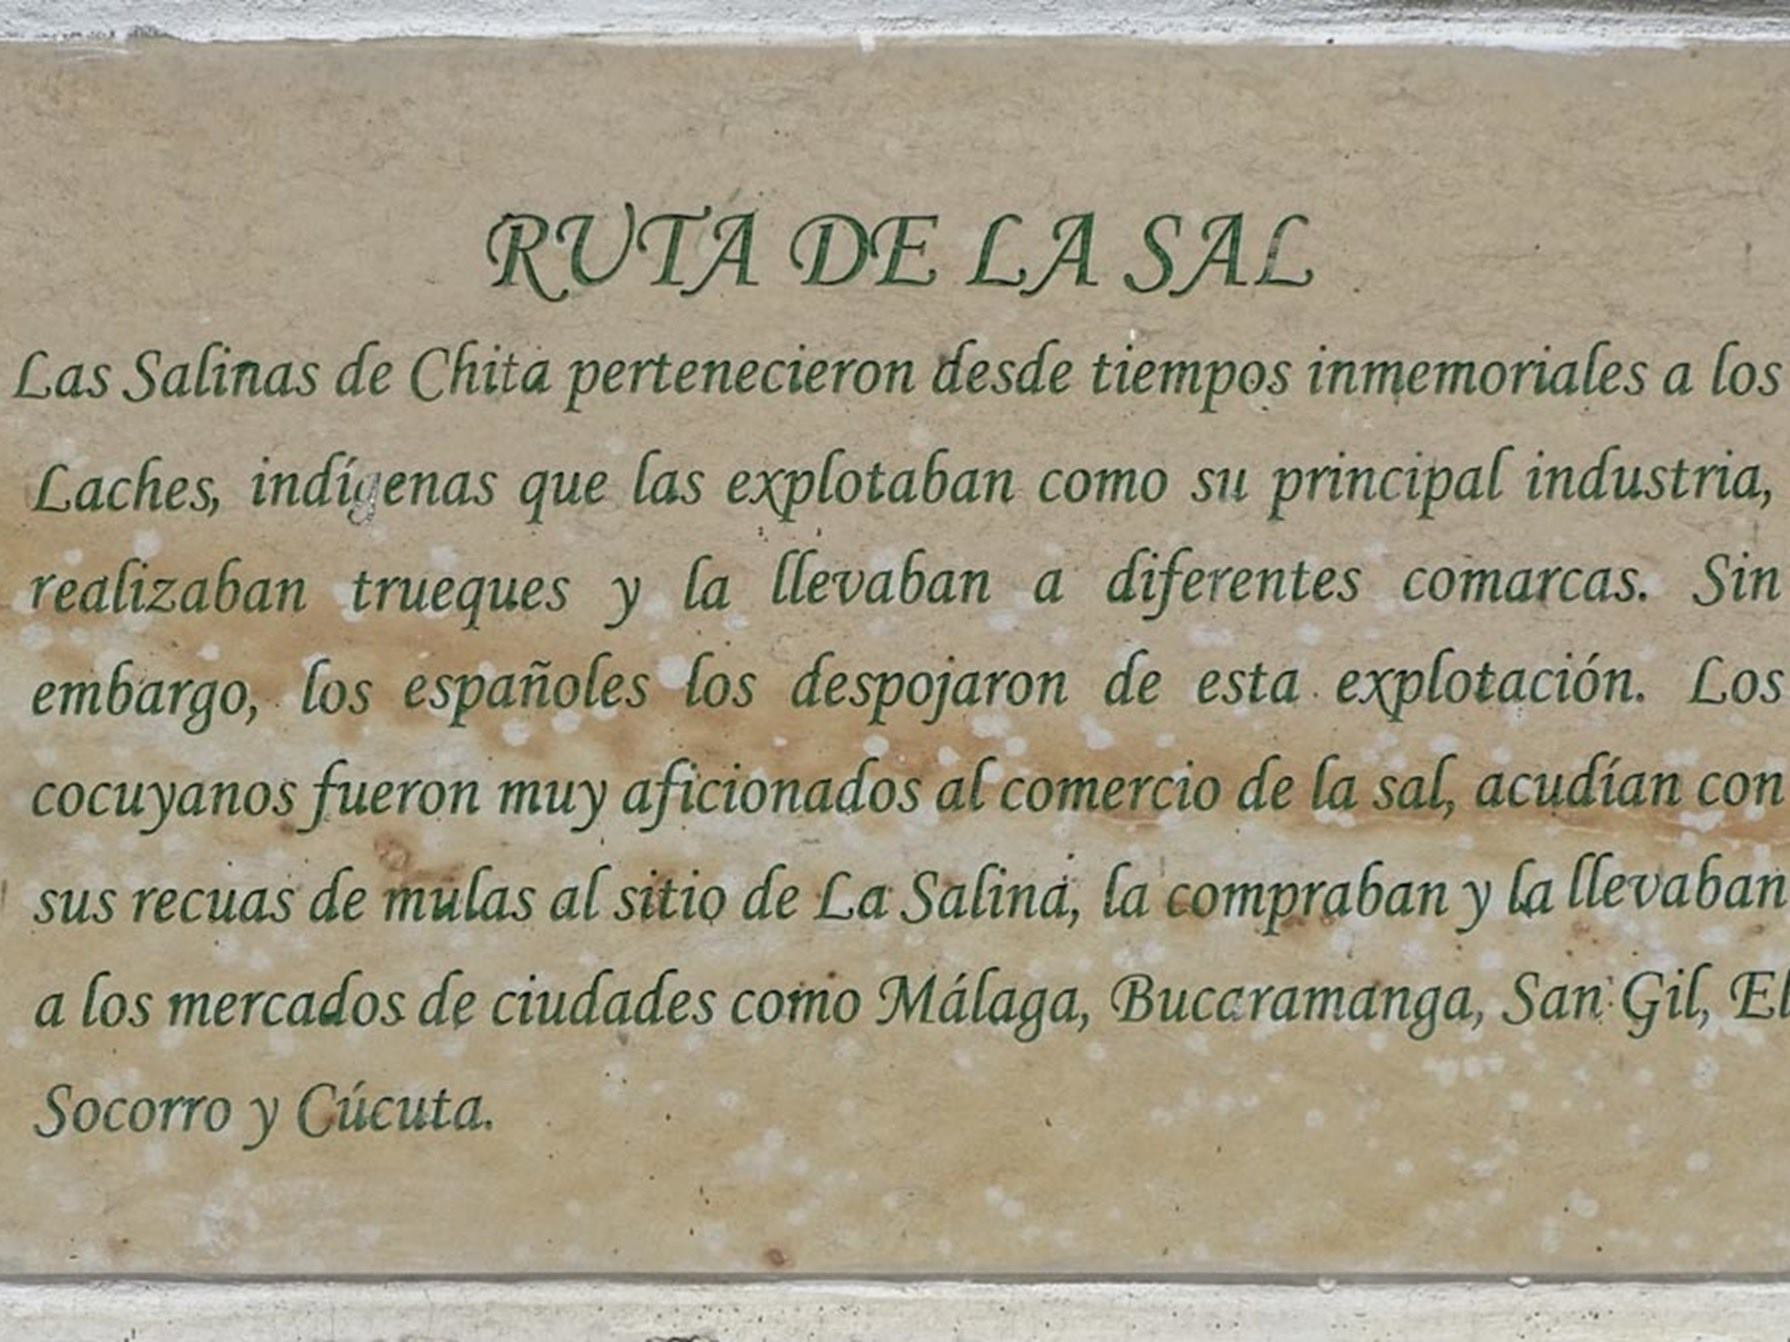 RUTA DE LA SAL
Las Salinas de Chita pertenecieron desde tiempos inmemoriales a los
Laches, indígenas que las explotaban como su principal industria,
realizaban trueques y la llevaban a diferentes comarcas. Sin
embargo, los españoles los despojaron de esta explotación. Los
cocuyanos fueron muy aficionados al comercio de la sal, acudían con
sus recuas de mulas al sitio de La Salina, la compraban y la llevaban
a los mercados de ciudades como Málaga, Bucaramanga, San Gil, El
Socorro y Cúcuta.